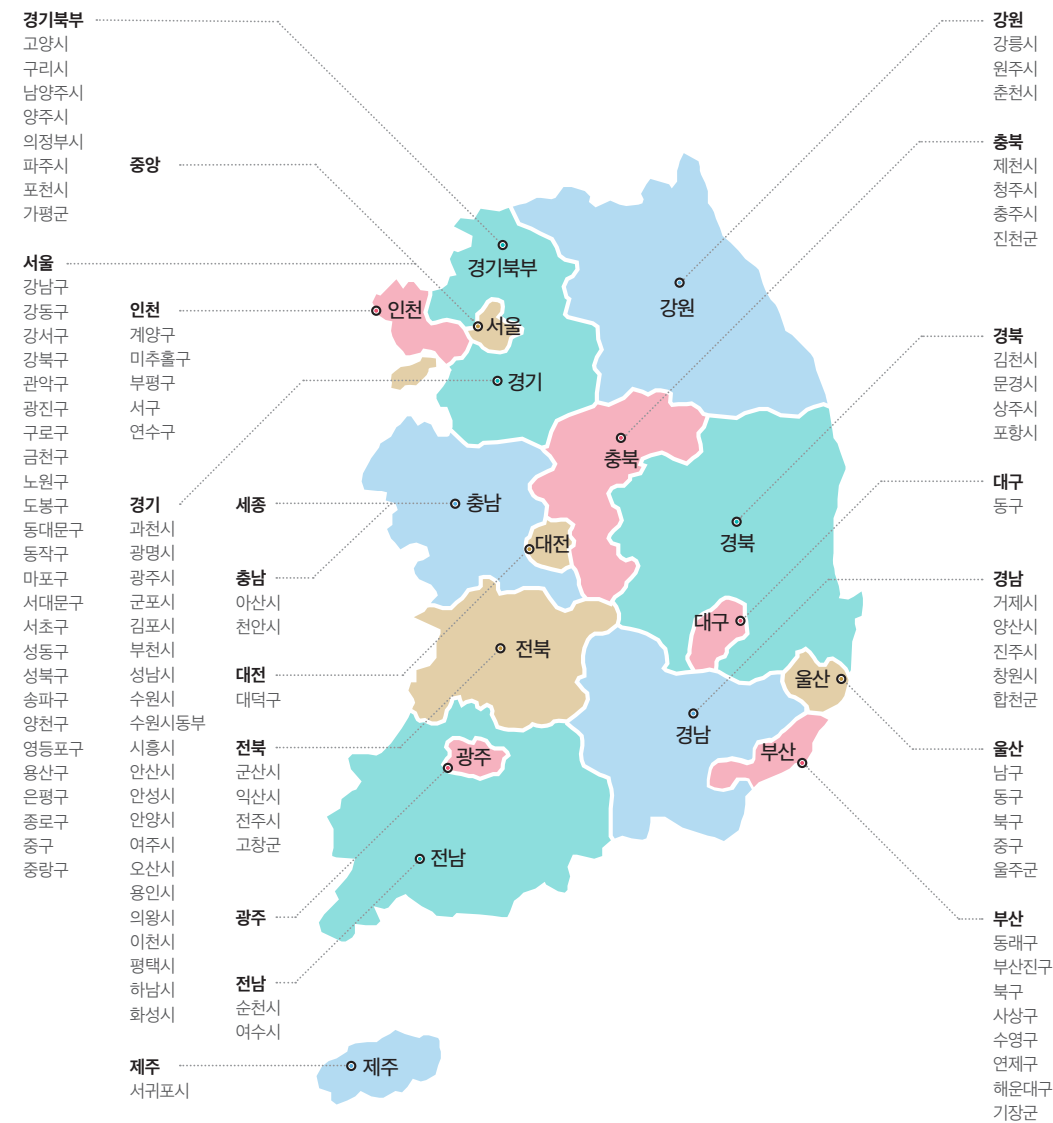 경기북부
고양시
구리시
남양주시
양주시
의정부시
파주시
포천시
가평군
중앙
서울
강남구
강동구
강서구
강북구
관악구
광진구
구로구
금천구
노원구
도봉구
동대문구
동작구
마포구
서대문구
서초구
성동구
성북구
송파구
양천구
영등포구
용산구
은평구
종로구
중구
중랑구
인천
계양구
미추홀구
부평구
서구
연수구
경기
과천시
광명시
광주시
군포시
김포시
부천시
성남시
수원시
수원시동부
시흥시
안산시
안성시
안양시
여주시
오산시
용인시
의왕시
이천시
평택시
하남시
화성시
제주
서귀포시
세종
충남
아산시
천안시
대전
대덕구
전북
군산시
익산시
전주시
고창군
광주
전남
순천시
여수시
경기북부
강원
인천
서울
경기
충북
충남
대전
경북
대구
전북
울산
경남
부산
광주
전남
제주
강원
강릉시
원주시
춘천시
충북
제천시
청주시
충주시
진천군
경북
김천시
문경시
상주시
포항시
대구
동구
경남
거제시
양산시
진주시
창원시
합천군
울산
남구
동구
북구
중구
울주군
부산
동래구
부산진구
북구
사상구
수영구
연제구
해운대구
기장군